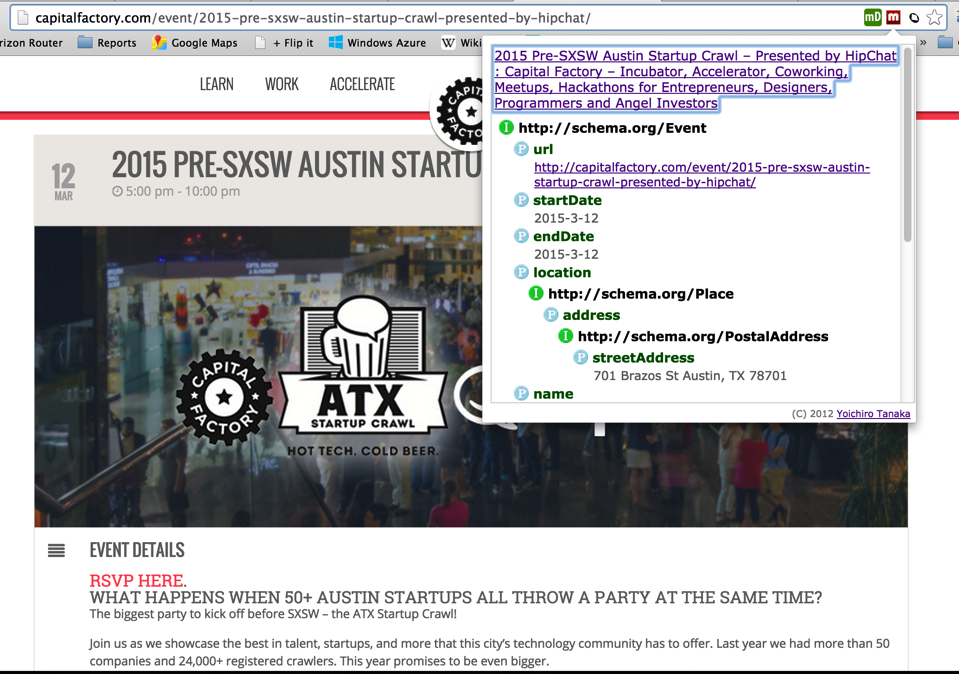 capitalfactory.com/event/2015-pre-sxsw-austin-startup-crawl-presented-by-hipchat/
mD
m
rizon Router
Reports
Google Maps
+ Flip it
Windows Azure
W Wiki
»
2015 Pre-SXSW Austin Startup Crawl – Presented by HipChat
: Capital Factory – Incubator, Accelerator, Coworking,
Meetups, Hackathons for Entrepreneurs, Designers,
Programmers and Angel Investors
I http://schema.org/Event
P url
http://capitalfactory.com/event/2015-pre-sxsw-austin-
startup-crawl-presented-by-hipchat/
P startDate
2015-3-12
P endDate
2015-3-12
P location
I http://schema.org/Place
P address
I http://schema.org/PostalAddress
P streetAddress
701 Brazos St Austin, TX 78701
P name
(C) 2012 Yoichiro Tanaka
LEARN
WORK
ACCELERATE
CAPIT
FACTO
12
MAR
2015 PRE-SXSW AUSTIN STARTU
5:00 pm - 10:00 pm
CAPITAL
FACTORY
ATX
STARTUP CRAWL
HOT TECH. COLD BEER.
EVENT DETAILS
RSVP HERE.
WHAT HAPPENS WHEN 50+ AUSTIN STARTUPS ALL THROW A PARTY AT THE SAME TIME?
The biggest party to kick off before SXSW – the ATX Startup Crawl!
Join us as we showcase the best in talent, startups, and more that this city's technology community has to offer. Last year we had more than 50
companies and 24,000+ registered crawlers. This year promises to be even bigger.